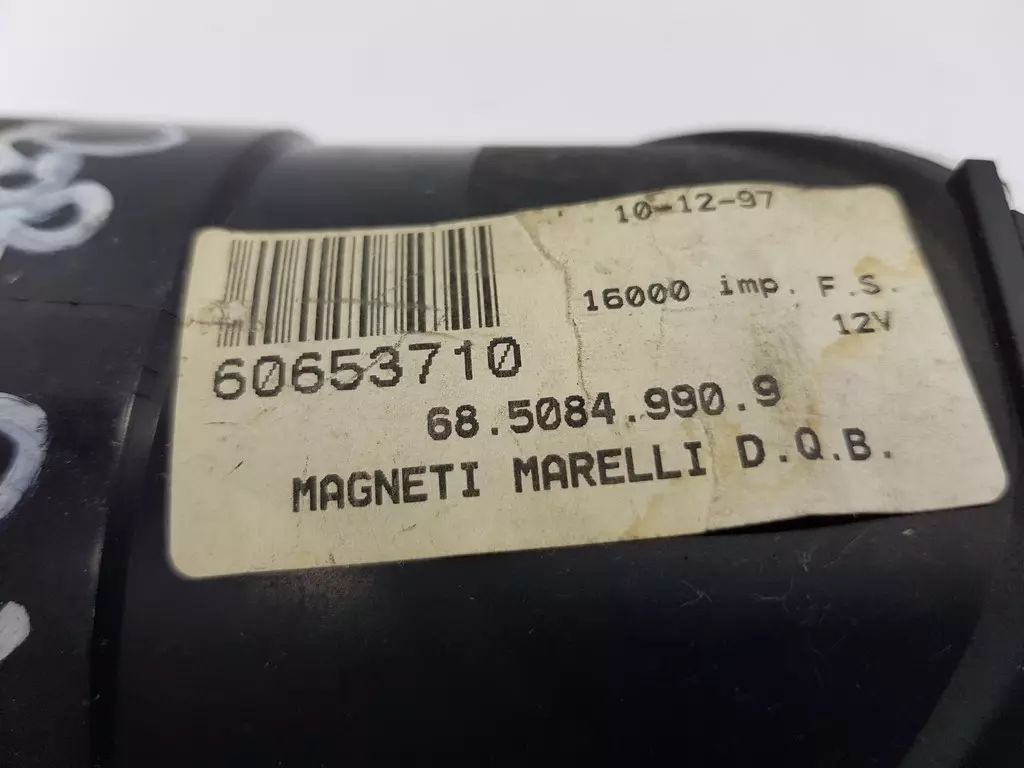 10-12-97
16000 imp. F.S.
12V
60653710
68.5084.990.9
MAGNETI MARELLI D.Q.B.